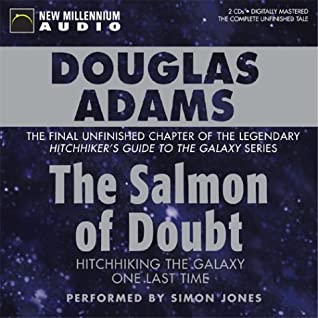 NEW MILLENNIUM
AUDIO
2 CDs • DIGITALLY MASTERED
THE COMPLETE UNFINISHED TALE
DOUGLAS
ADAMS
THE FINAL UNFINISHED CHAPTER OF THE LEGENDARY
HITCHHIKER'S GUIDE TO THE GALAXY SERIES
The Salmon
of Doubt
HITCHHIKING THE GALAXY
ONE LAST TIME
PERFORMED BY SIMON JONES